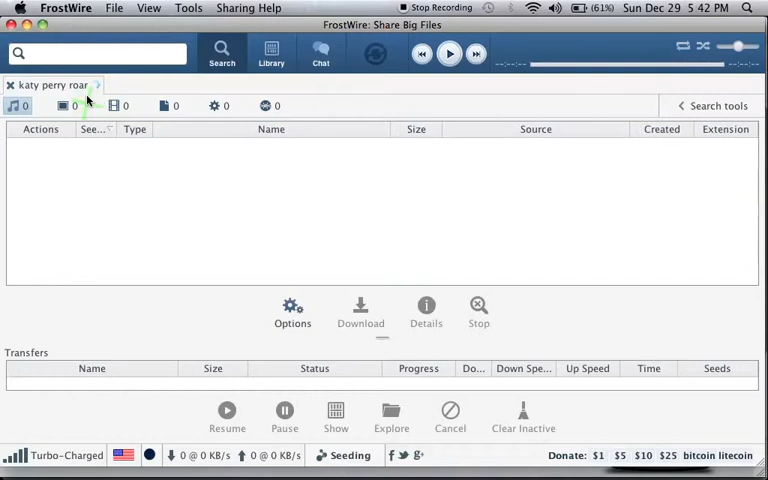 FrostWire File View Tools Sharing Help Stop Recording (61%) Sun Dec 29 5:42 PM
FrostWire: Share Big Files
Search Library Chat --:--:-- --:--:--
katy perry roar
0 0 0 0 0 0 Search tools
Actions See... Type Name Size Source Created Extension
Options Download Details Stop
Transfers
Name Size Status Progress Do... Down Spe... Up Speed Time Seeds
Resume Pause Show Explore Cancel Clear Inactive
Turbo-Charged 0 @ 0 KB/s 0 @ 0 KB/s Seeding f g+ Donate: $1 $5 $10 $25 bitcoin litecoin